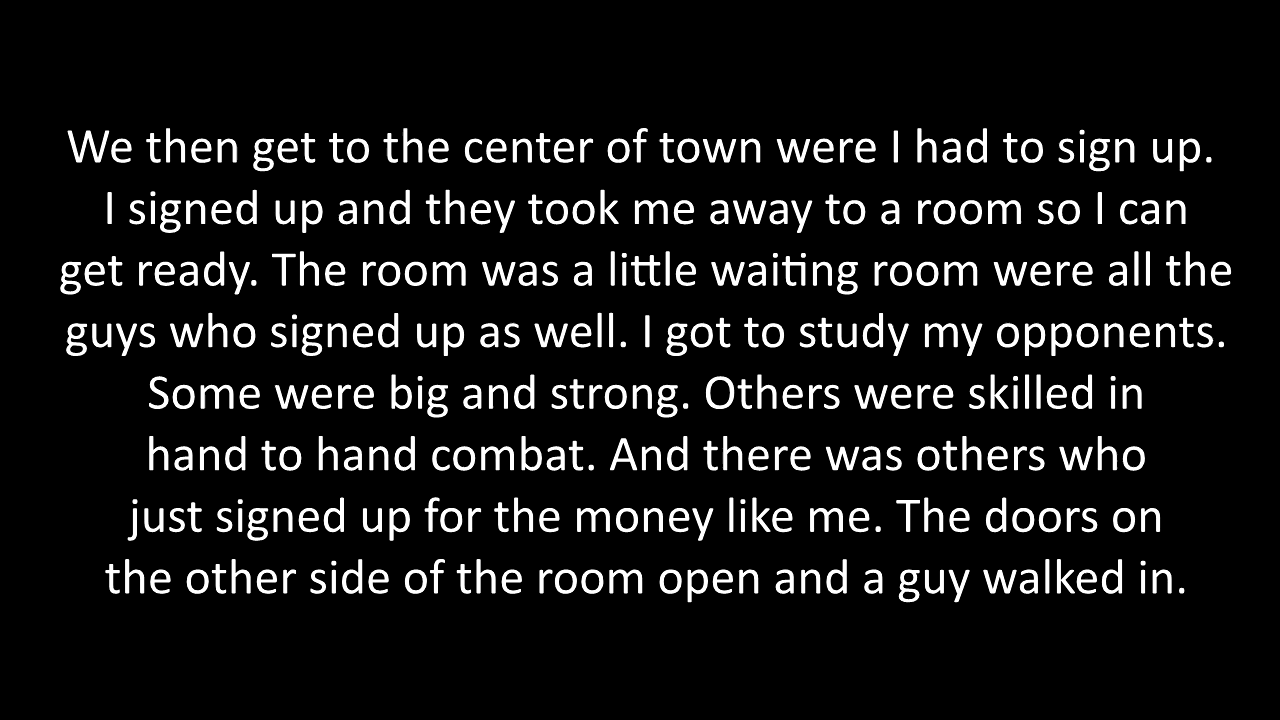 We then get to the center of town were I had to sign up.
I signed up and they took me away to a room so I can
get ready. The room was a little waiting room were all the
guys who signed up as well. I got to study my opponents.
Some were big and strong. Others were skilled in
hand to hand combat. And there was others who
just signed up for the money like me. The doors on
the other side of the room open and a guy walked in.